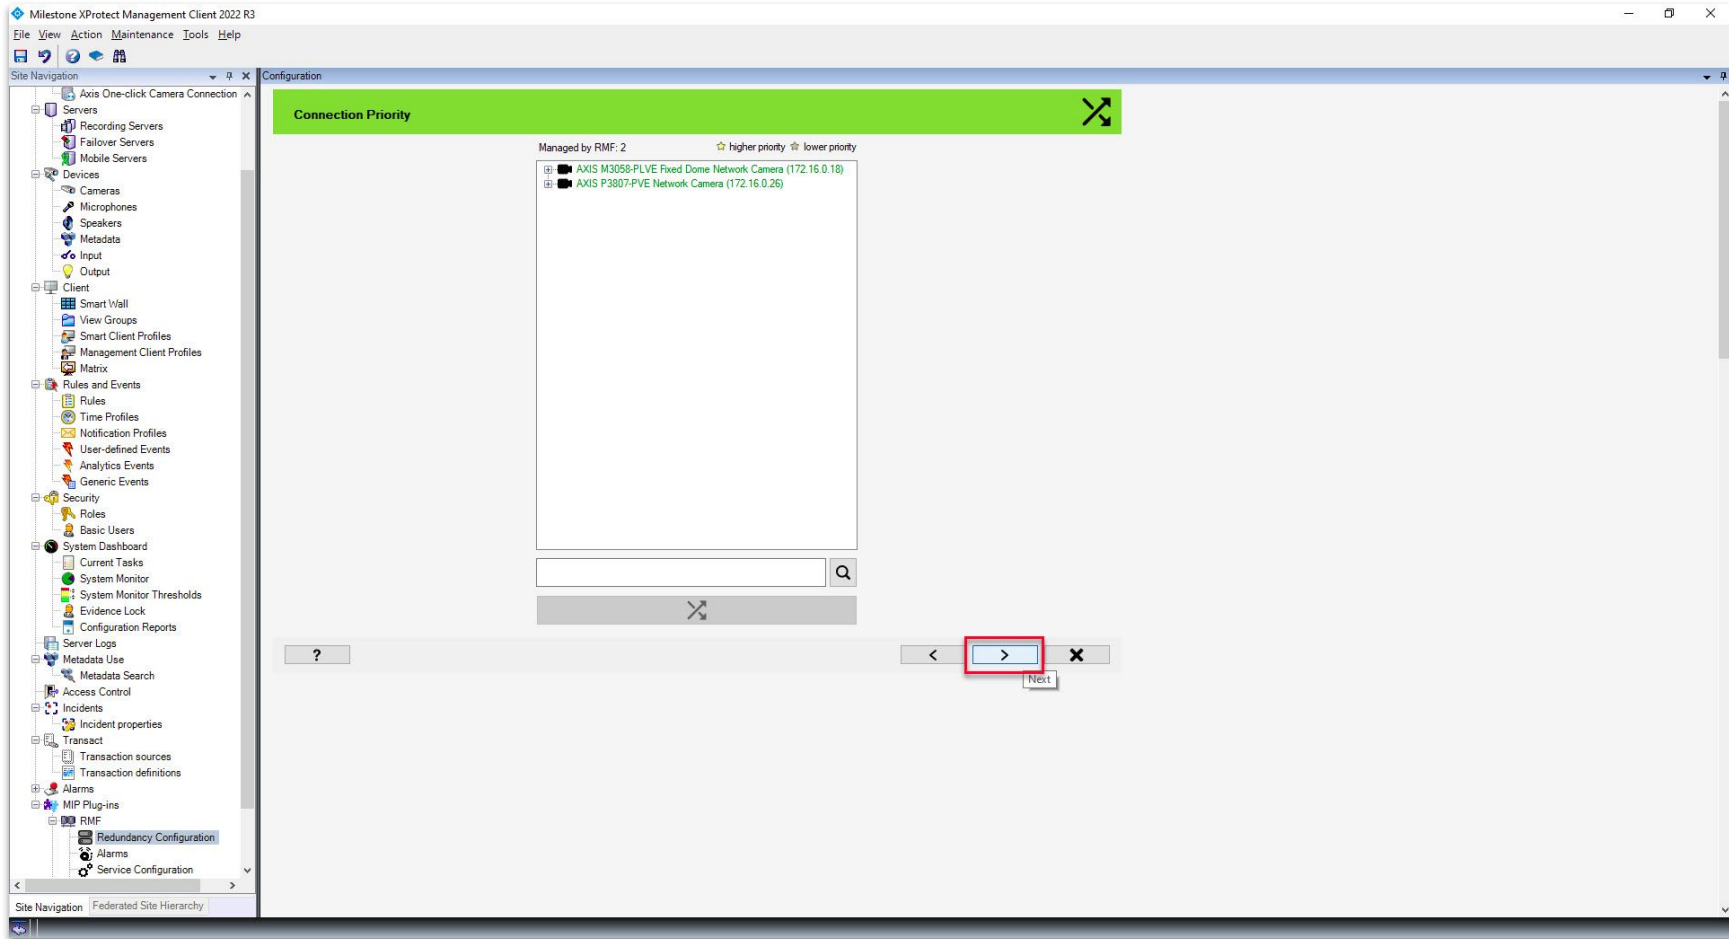 Milestone XProtect Management Client 2022 R3
File View Action Maintenance Tools Help
Site Navigation
Axis One-click Camera Connection
Servers
Recording Servers
Failover Servers
Mobile Servers
Devices
Cameras
Microphones
Speakers
Metadata
Input
Output
Client
Smart Wall
View Groups
Smart Client Profiles
Management Client Profiles
Matrix
Rules and Events
Rules
Time Profiles
Notification Profiles
User-defined Events
Analytics Events
Generic Events
Security
Roles
Basic Users
System Dashboard
Current Tasks
System Monitor
System Monitor Thresholds
Evidence Lock
Configuration Reports
Server Logs
Metadata Use
Metadata Search
Access Control
Incidents
Incident properties
Transact
Transaction sources
Transaction definitions
Alarms
MIP Plug-ins
RMF
Redundancy Configuration
Alarms
Service Configuration
Site Navigation Federated Site Hierarchy
Configuration
Connection Priority
Managed by RMF: 2 higher priority lower priority
AXIS M3058-PLVE Fixed Dome Network Camera (172.16.0.18)
AXIS P3807-PVE Network Camera (172.16.0.26)
? < >
Next